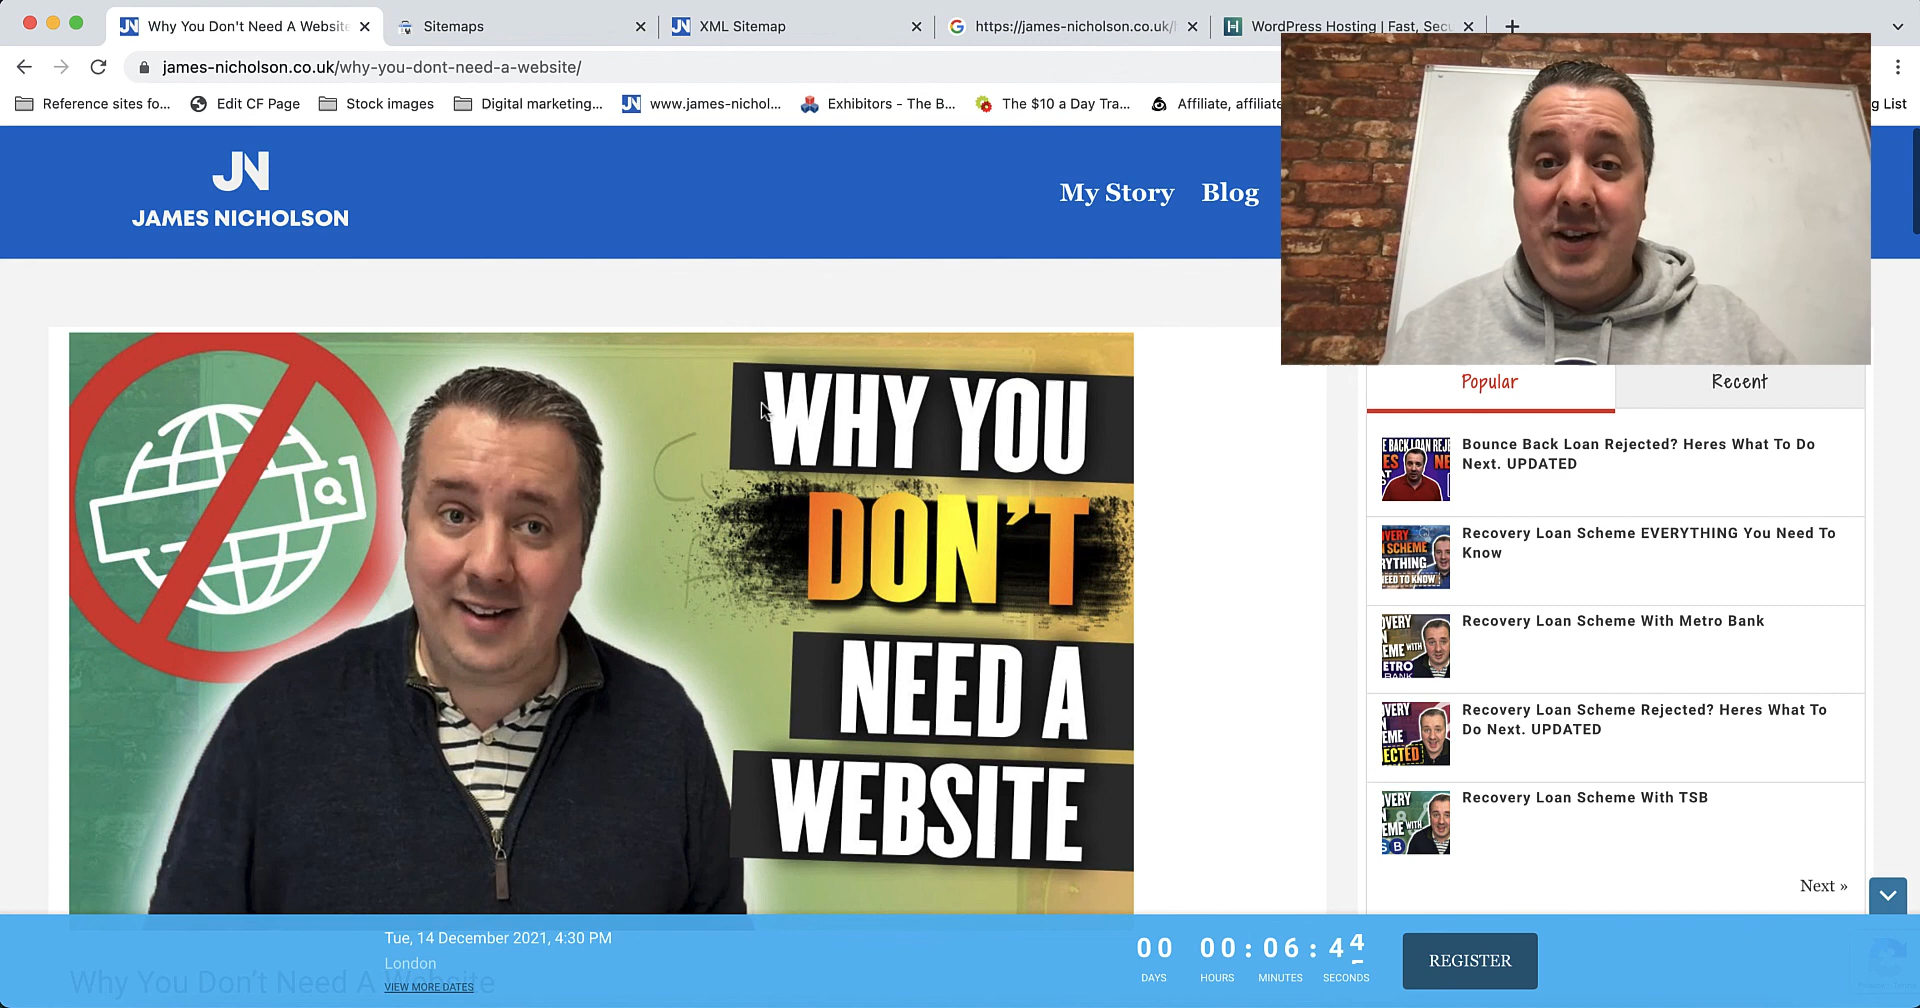 Why You Don't Need A Website
Sitemaps
XML Sitemap
https://james-nicholson.co.uk/
WordPress Hosting | Fast, Sec
james-nicholson.co.uk/why-you-dont-need-a-website/
Reference sites fo...
Edit CF Page
Stock images
Digital marketing...
www.james-nichol...
Exhibitors - The B...
The $10 a Day Tra...
Affiliate, affiliate
g List
JN
JAMES NICHOLSON
My Story
Blog
WHY YOU
DON'T
NEED A
WEBSITE
Popular
Recent
Bounce Back Loan Rejected? Heres What To Do
Next. UPDATED
Recovery Loan Scheme EVERYTHING You Need To
Know
Recovery Loan Scheme With Metro Bank
Recovery Loan Scheme Rejected? Heres What To
Do Next. UPDATED
Recovery Loan Scheme With TSB
Next »
Tue, 14 December 2021, 4:30 PM
London
VIEW MORE DATES
Why You Don't Need A Website
00 00:06:44
DAYS HOURS MINUTES SECONDS
REGISTER